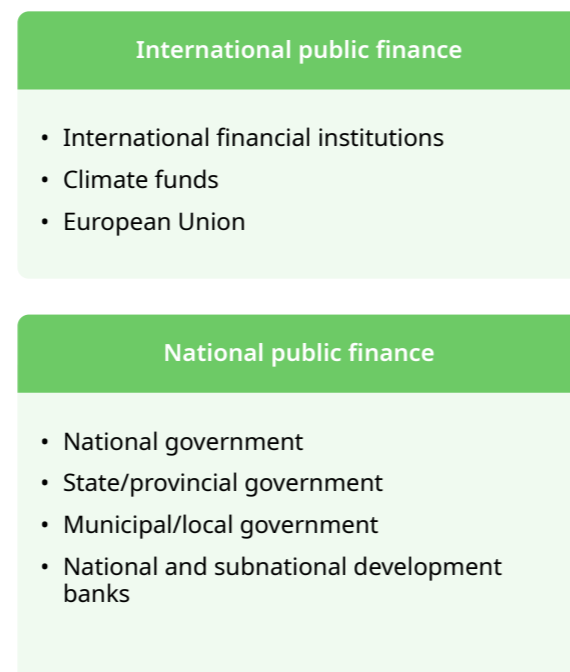 International public finance
• International financial institutions
• Climate funds
• European Union
National public finance
• National government
• State/provincial government
• Municipal/local government
• National and subnational development
banks